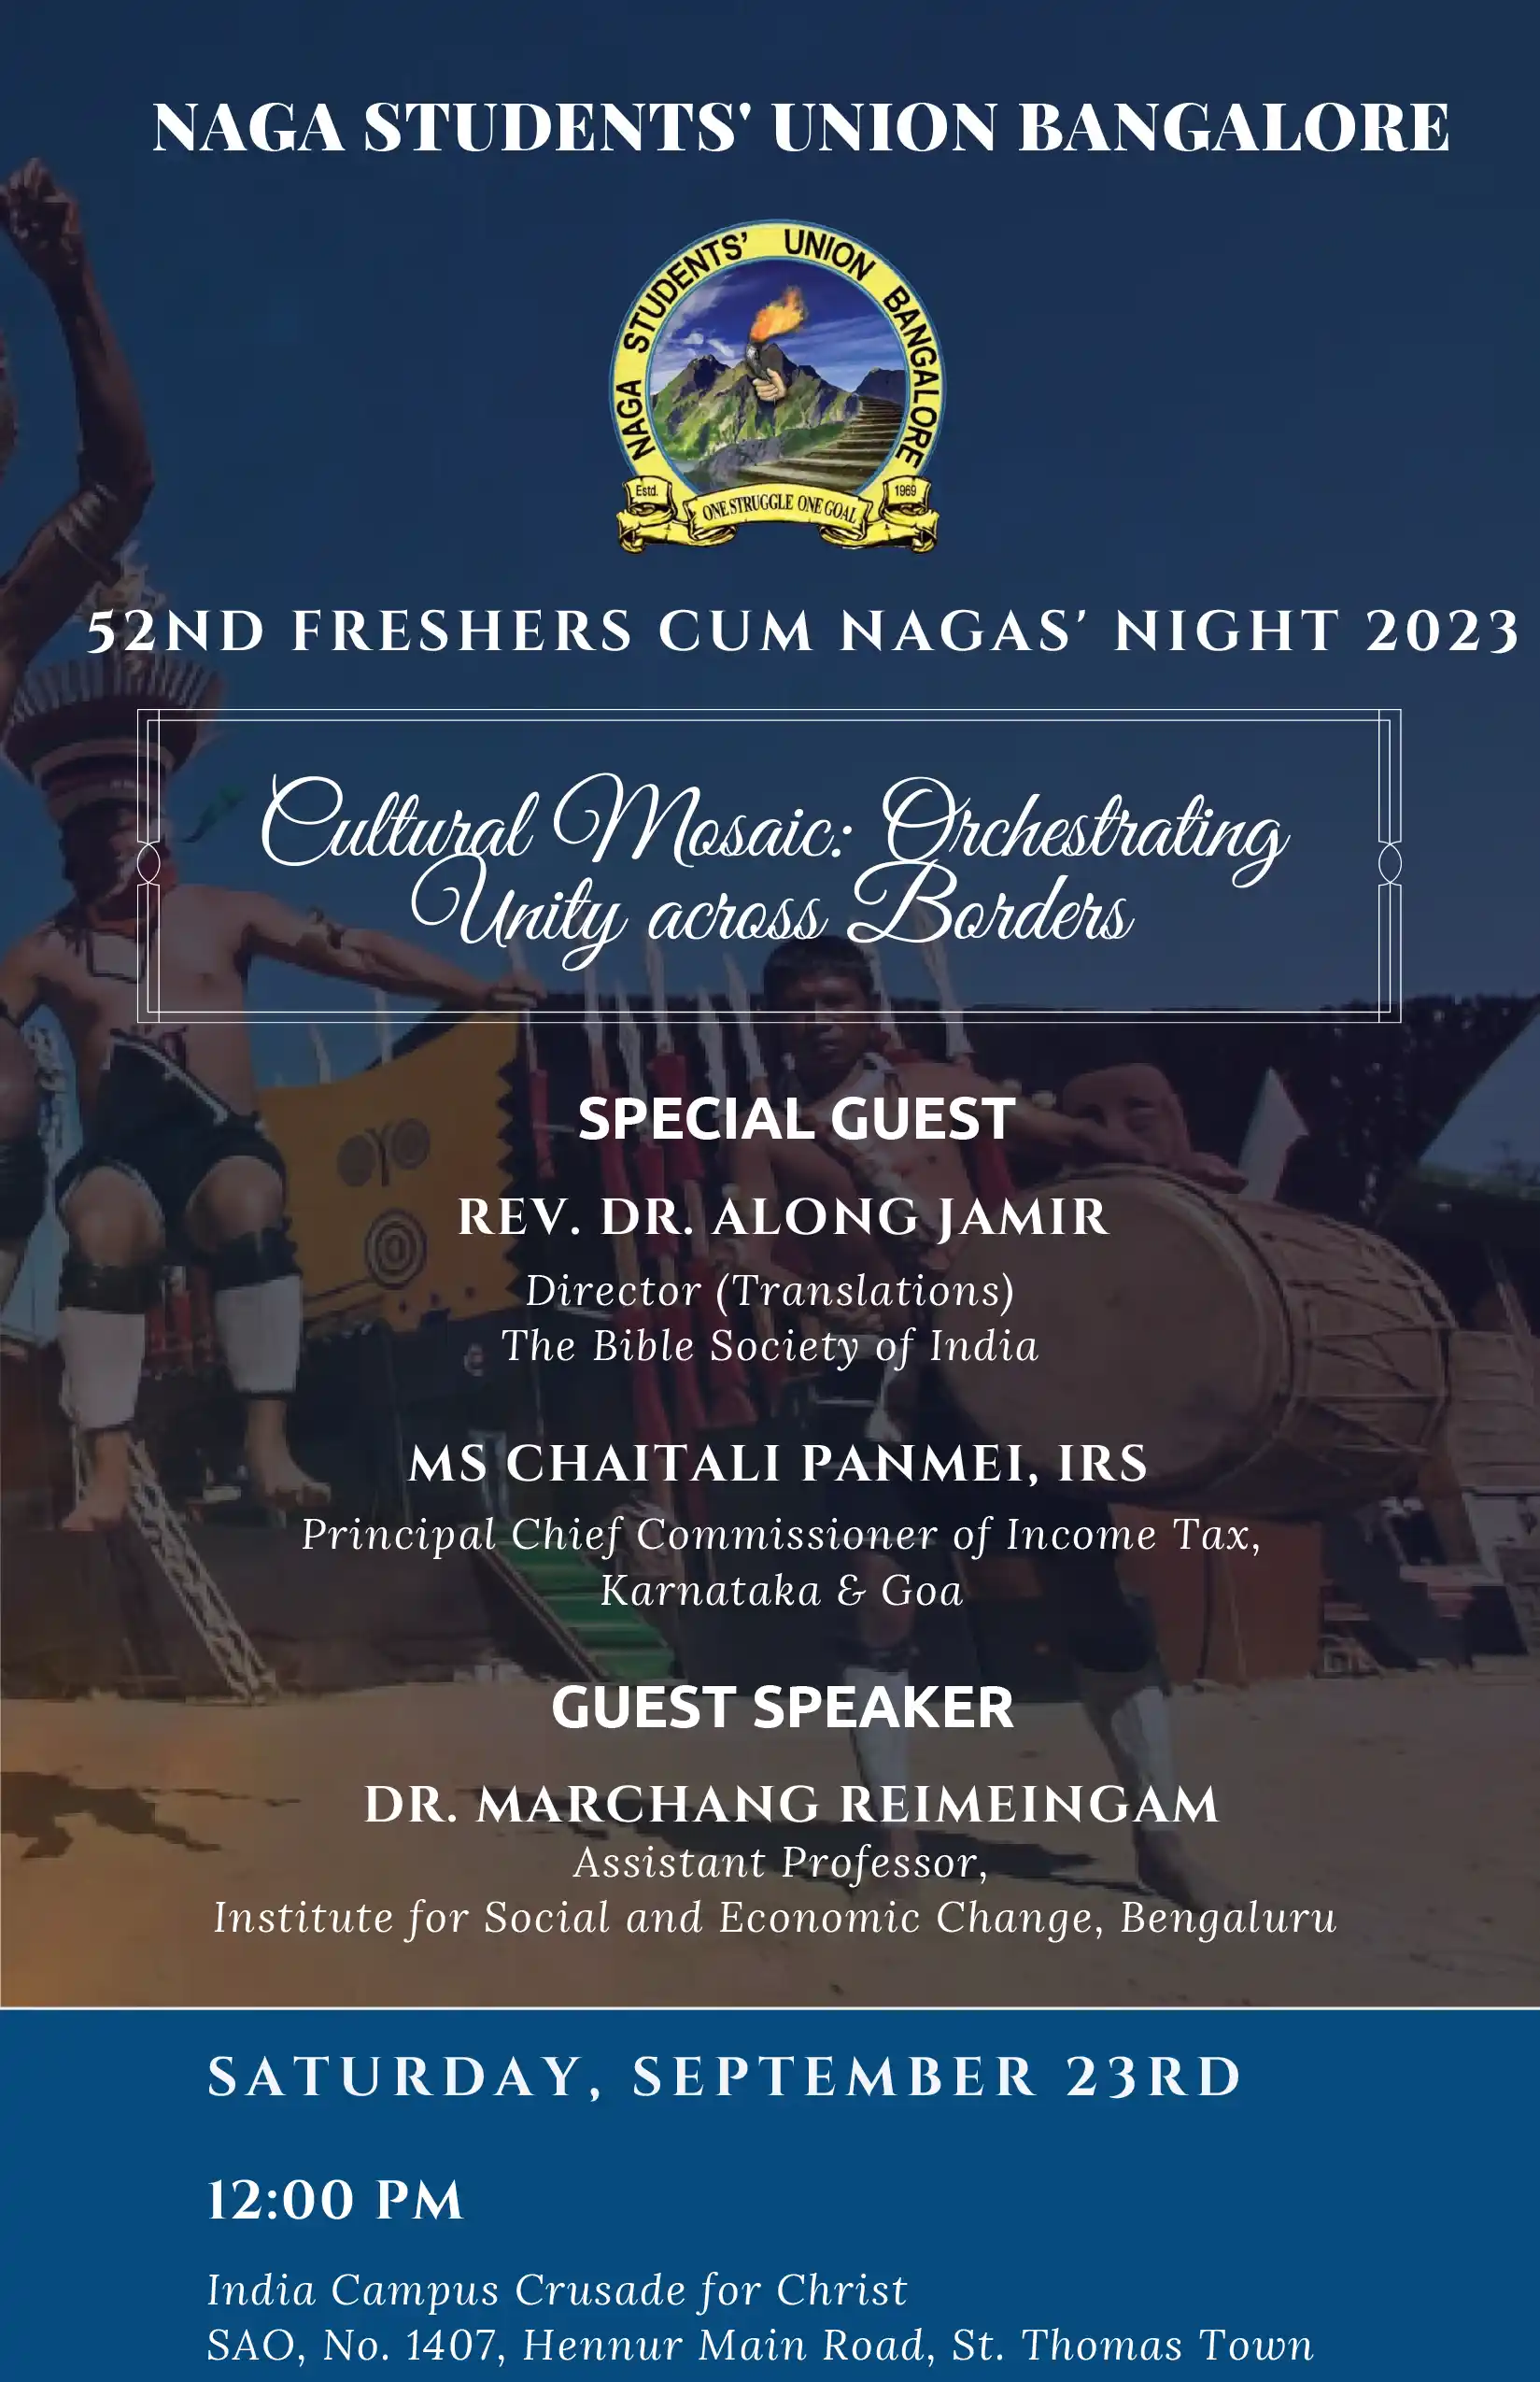 NAGA STUDENTS' UNION BANGALORE
NAGA STUDENTS' UNION BANGALORE
Estd.
1969
ONE STRUGGLE ONE GOAL
52ND FRESHERS CUM NAGAS' NIGHT 2023
Cultural Mosaic: Orchestrating
Unity across Borders
SPECIAL GUEST
REV. DR. ALONG JAMIR
Director (Translations)
The Bible Society of India
MS CHAITALI PANMEI, IRS
Principal Chief Commissioner of Income Tax,
Karnataka & Goa
GUEST SPEAKER
DR. MARCHANG REIMEINGAM
Assistant Professor,
Institute for Social and Economic Change, Bengaluru
SATURDAY, SEPTEMBER 23RD
12:00 PM
India Campus Crusade for Christ
SAO, No. 1407, Hennur Main Road, St. Thomas Town